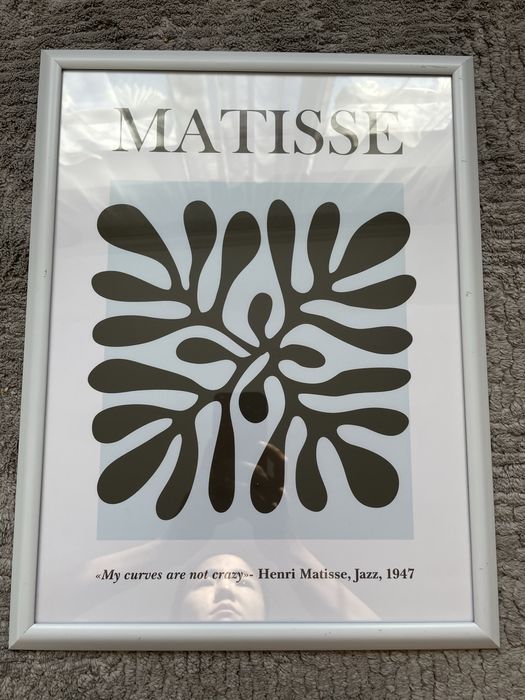 MATISSE
«My curves are not crazy»- Henri Matisse, Jazz, 1947